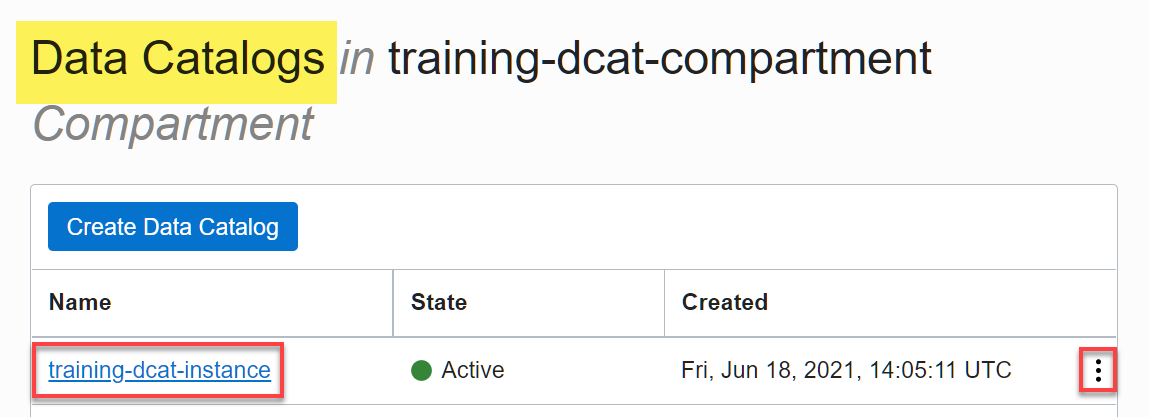 Data Catalogs in training-dcat-compartment
Compartment
Create Data Catalog
Name State Created
training-dcat-instance Active Fri, Jun 18, 2021, 14:05:11 UTC